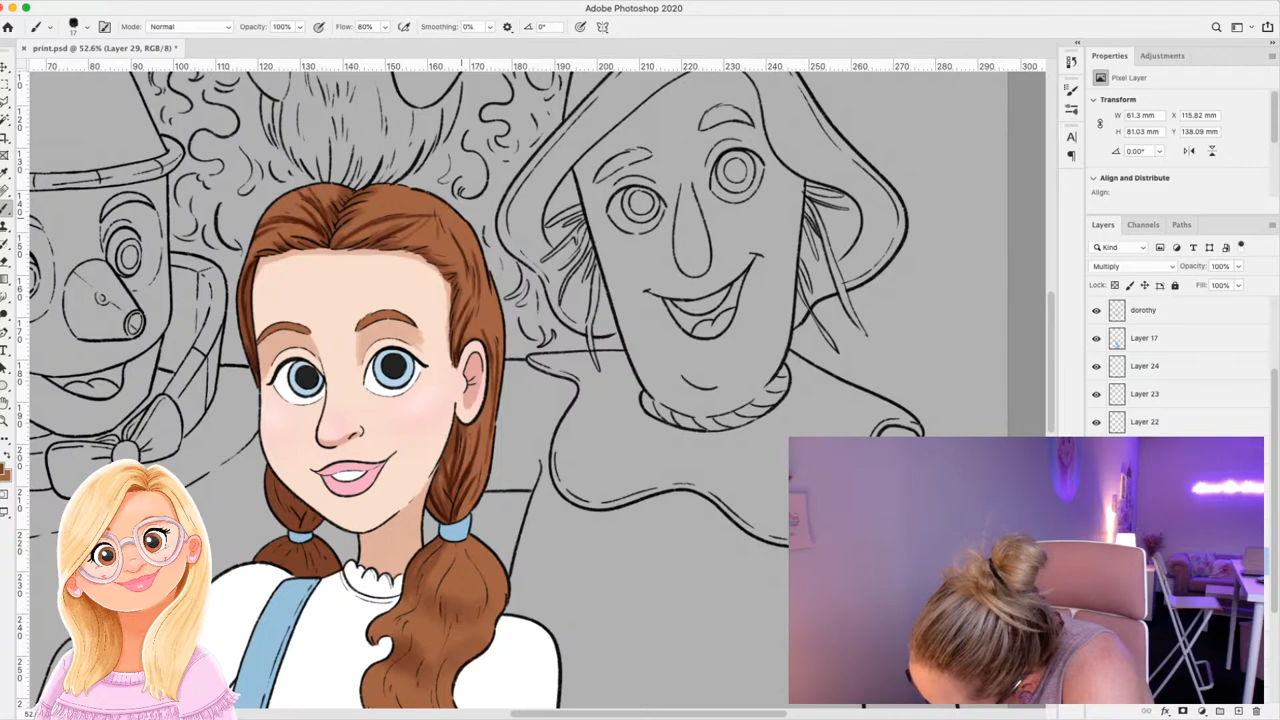 Adobe Photoshop 2020
17
Mode: Normal
Opacity: 100%
Flow: 80%
Smoothing: 0%
0°
× print.psd @ 52.6% (Layer 29, RGB/8) *
70 80 90 100 110 120 130 140 150 160 170 180 190 200 210 220 230 240 250 260 270 280 290 300
Properties
Adjustments
Pixel Layer
Transform
W 61.3 mm X 115.82 mm
H 81.03 mm Y 138.09 mm
0.00°
Align and Distribute
Align:
Layers Channels Paths
Kind
Multiply
Opacity: 100%
Lock:
Fill: 100%
dorothy
Layer 17
Layer 24
Layer 23
Layer 22